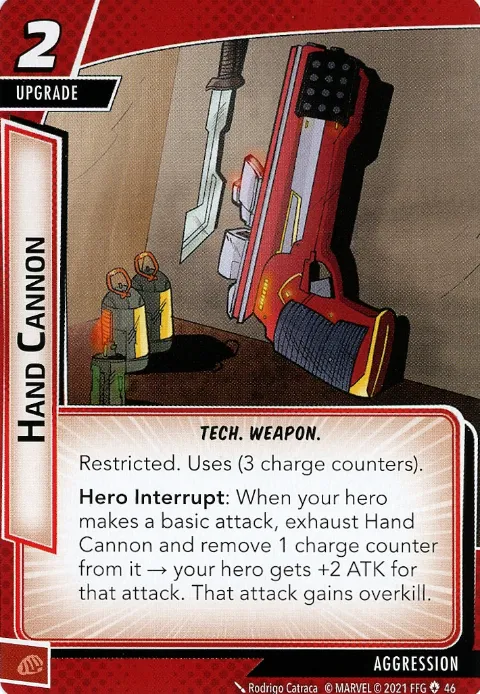 2
UPGRADE
HAND CANNON
TECH. WEAPON.
Restricted. Uses (3 charge counters).
Hero Interrupt: When your hero
makes a basic attack, exhaust Hand
Cannon and remove 1 charge counter
from it → your hero gets +2 ATK for
that attack. That attack gains overkill.
AGGRESSION
Rodrigo Catraca © MARVEL © 2021 FFG 46